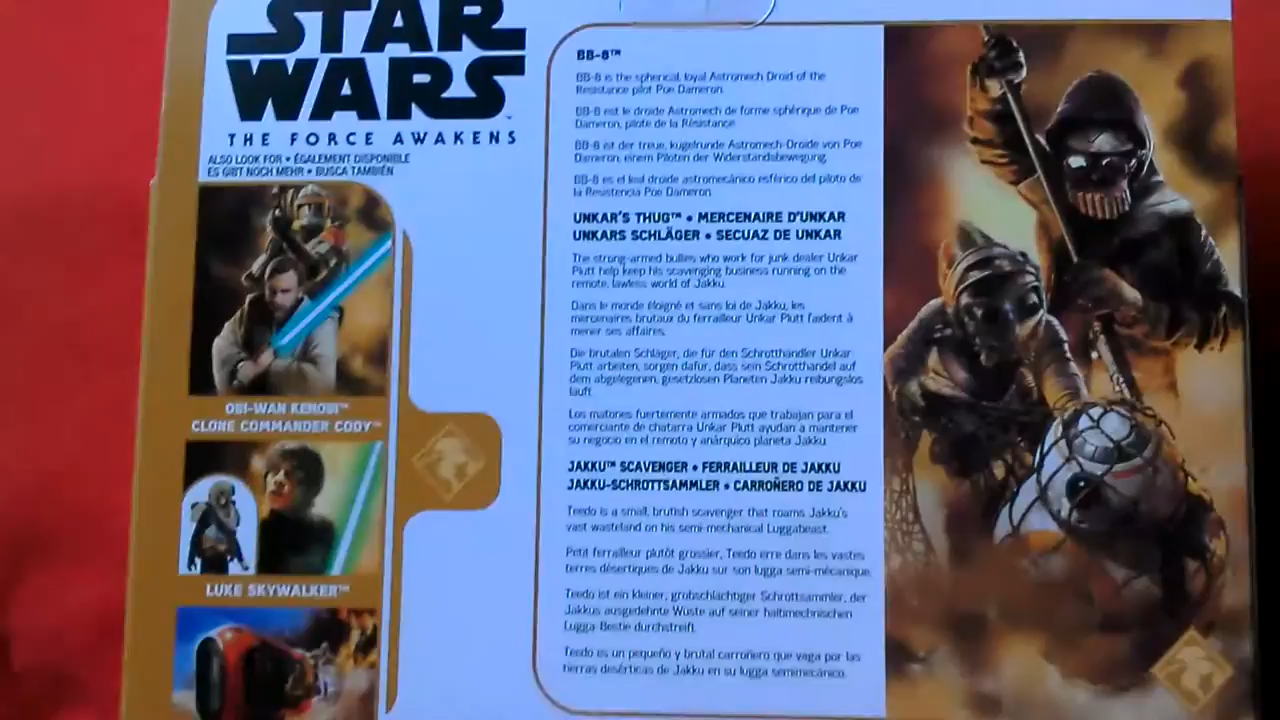 STAR
WARS
THE FORCE AWAKENS
ALSO LOOK FOR • ÉGALEMENT DISPONIBLE
ES GIBT NOCH MEHR • BUSCA TAMBIÉN
OBI-WAN KENOBI™
CLONE COMMANDER CODY™
LUKE SKYWALKER™
BB-8™
BB-8 is the spherical, loyal Astromech Droid of the
Resistance pilot Poe Dameron.
BB-8 est le droïde Astromech de forme sphérique de Poe
Dameron, pilote de la Résistance.
BB-8 ist der treue, kugelrunde Astromech-Droide von Poe
Dameron, einem Piloten der Widerstandsbewegung.
BB-8 es el leal droide astromecánico esférico del piloto de
la Resistencia Poe Dameron.
UNKAR'S THUG™ • MERCENAIRE D'UNKAR
UNKARS SCHLÄGER • SECUAZ DE UNKAR
The strong-armed bullies who work for junk dealer Unkar
Plutt help keep his scavenging business running on the
remote, lawless world of Jakku.
Dans le monde éloigné et sans loi de Jakku, les
mercenaires brutaux du ferrailleur Unkar Plutt l'aident à
mener ses affaires.
Die brutalen Schläger, die für den Schrotthändler Unkar
Plutt arbeiten, sorgen dafür, dass sein Schrotthandel auf
dem abgelegenen, gesetzlosen Planeten Jakku reibungslos
läuft.
Los matones fuertemente armados que trabajan para el
comerciante de chatarra Unkar Plutt ayudan a mantener
su negocio en el remoto y anárquico planeta Jakku.
JAKKU™ SCAVENGER • FERRAILLEUR DE JAKKU
JAKKU-SCHROTTSAMMLER • CARROÑERO DE JAKKU
Teedo is a small, brutish scavenger that roams Jakku's
vast wasteland on his semi-mechanical Luggabeast.
Petit ferrailleur plutôt grossier, Teedo erre dans les vastes
terres désertiques de Jakku sur son lugga semi-mécanique.
Teedo ist ein kleiner, grobschlächtiger Schrottsammler, der
Jakkus ausgedehnte Wüste auf seiner halbmechnischen
Lugga-Bestie durchstreift.
Teedo es un pequeño y brutal carroñero que vaga por las
tierras desérticas de Jakku en su lugga semimecánico.